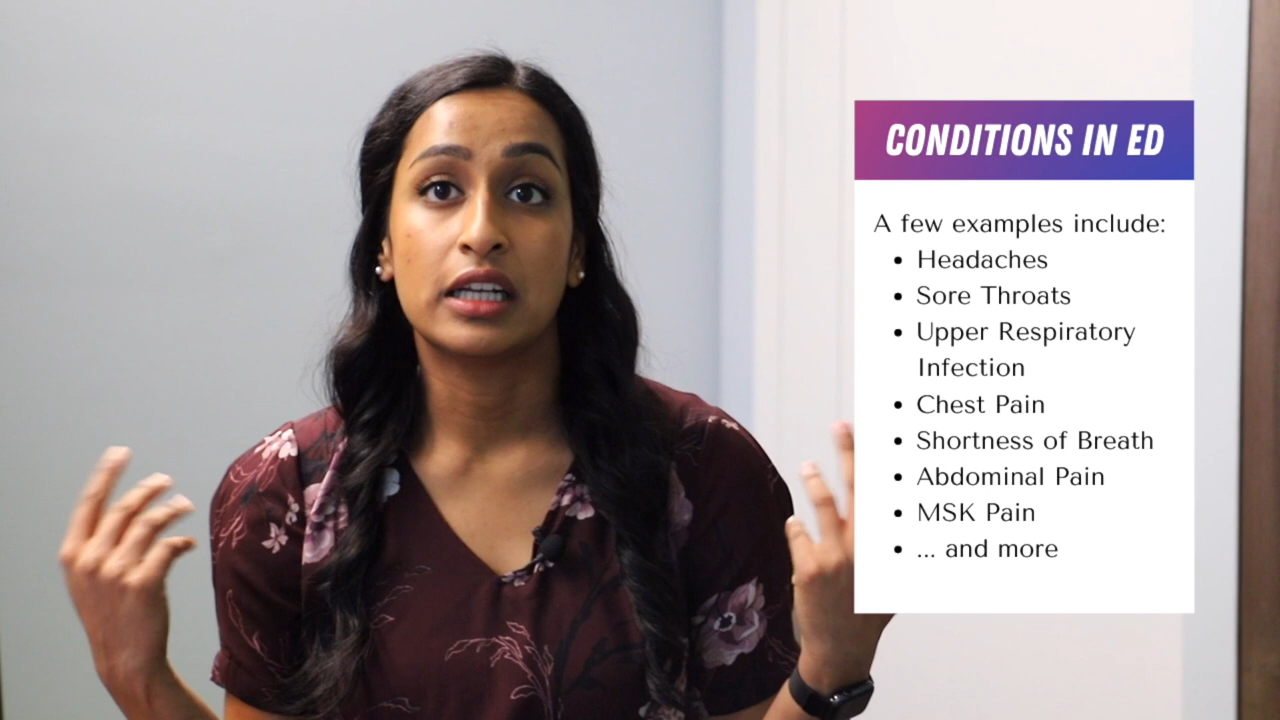 CONDITIONS IN ED
A few examples include:
• Headaches
• Sore Throats
• Upper Respiratory
Infection
• Chest Pain
• Shortness of Breath
• Abdominal Pain
• MSK Pain
• ... and more